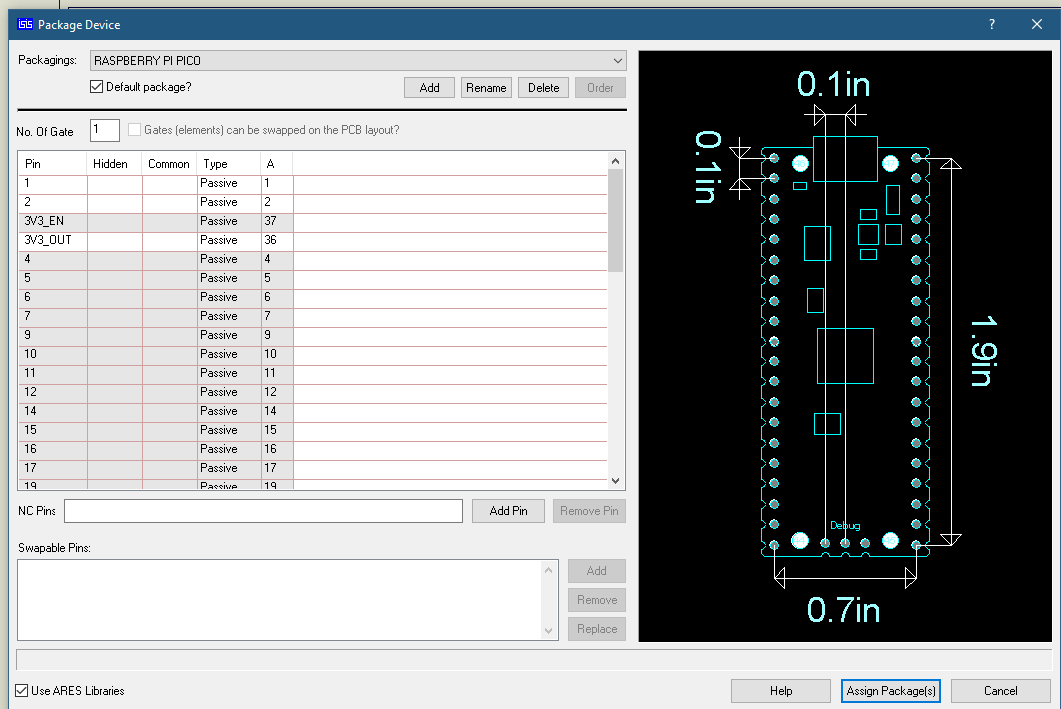 isis Package Device ? ×
Packagings: RASPBERRY PI PICO
Default package? Add Rename Delete Order
No. Of Gate 1 Gates (elements) can be swapped on the PCB layout?
Pin Hidden Common Type A
1 Passive 1
2 Passive 2
3V3_EN Passive 37
3V3_OUT Passive 36
4 Passive 4
5 Passive 5
6 Passive 6
7 Passive 7
9 Passive 9
10 Passive 10
11 Passive 11
12 Passive 12
14 Passive 14
15 Passive 15
16 Passive 16
17 Passive 17
19 Passive 19
NC Pins Add Pin Remove Pin
Swapable Pins:
Add
Remove
Replace
0.1in
0.1in
1.9in
Debug
0.7in
Use ARES Libraries Help Assign Package(s) Cancel